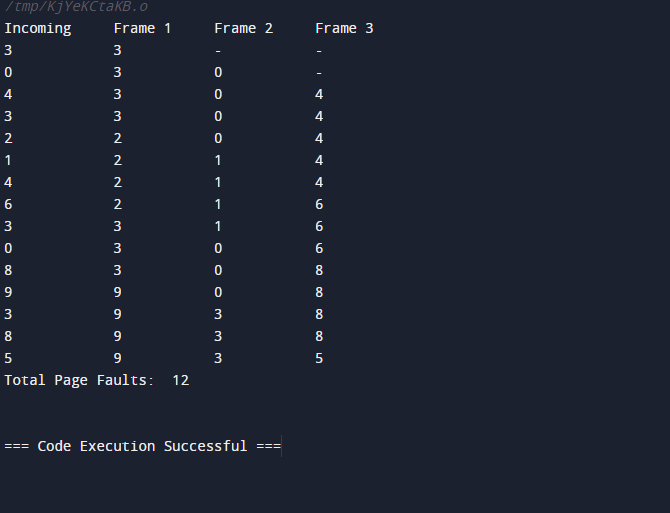 /tmp/KjYeKCtaKB.o
Incoming Frame 1 Frame 2 Frame 3
3 3 - -
0 3 0 -
4 3 0 4
3 3 0 4
2 2 0 4
1 2 1 4
4 2 1 4
6 2 1 6
3 3 1 6
0 3 0 6
8 3 0 8
9 9 0 8
3 9 3 8
8 9 3 8
5 9 3 5
Total Page Faults: 12
=== Code Execution Successful ===